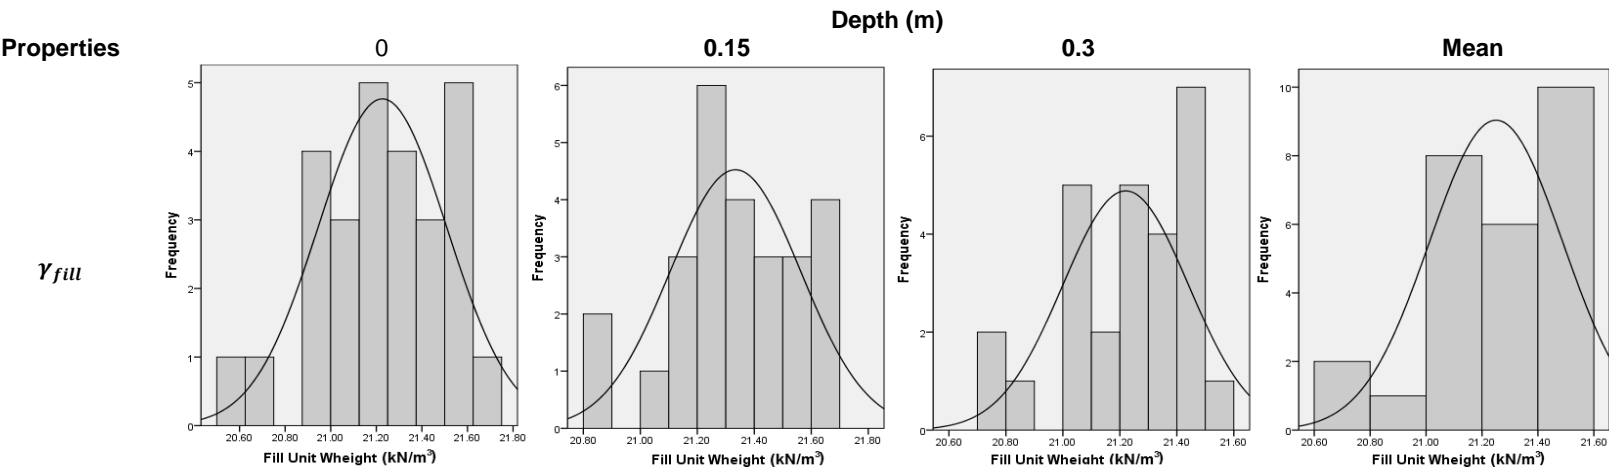 Depth (m)
Properties 0 0.15 0.3 Mean
γfill
Frequency
5
4
3
2
1
0
20.60 20.80 21.00 21.20 21.40 21.60 21.80
Fill Unit Wheight (kN/m³)
Frequency
6
5
4
3
2
1
0
20.80 21.00 21.20 21.40 21.60 21.80
Fill Unit Wheight (kN/m³)
Frequency
6
4
2
0
20.60 20.80 21.00 21.20 21.40 21.60
Fill Unit Wheight (kN/m³)
Frequency
10
8
6
4
2
0
20.60 20.80 21.00 21.20 21.40 21.60
Fill Unit Wheight (kN/m³)